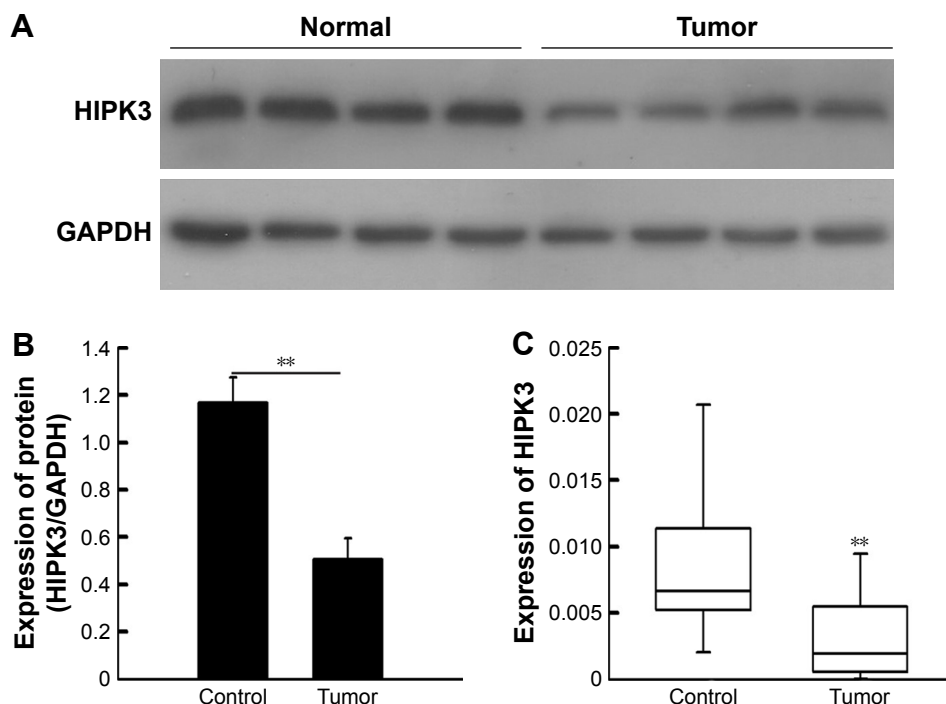 A
Normal Tumor
HIPK3
GAPDH
B
Expression of protein
(HIPK3/GAPDH)
1.4
1.2
1.0
0.8
0.6
0.4
0.2
0
**
Control Tumor
C
Expression of HIPK3
0.025
0.020
0.015
0.010
0.005
0
**
Control Tumor